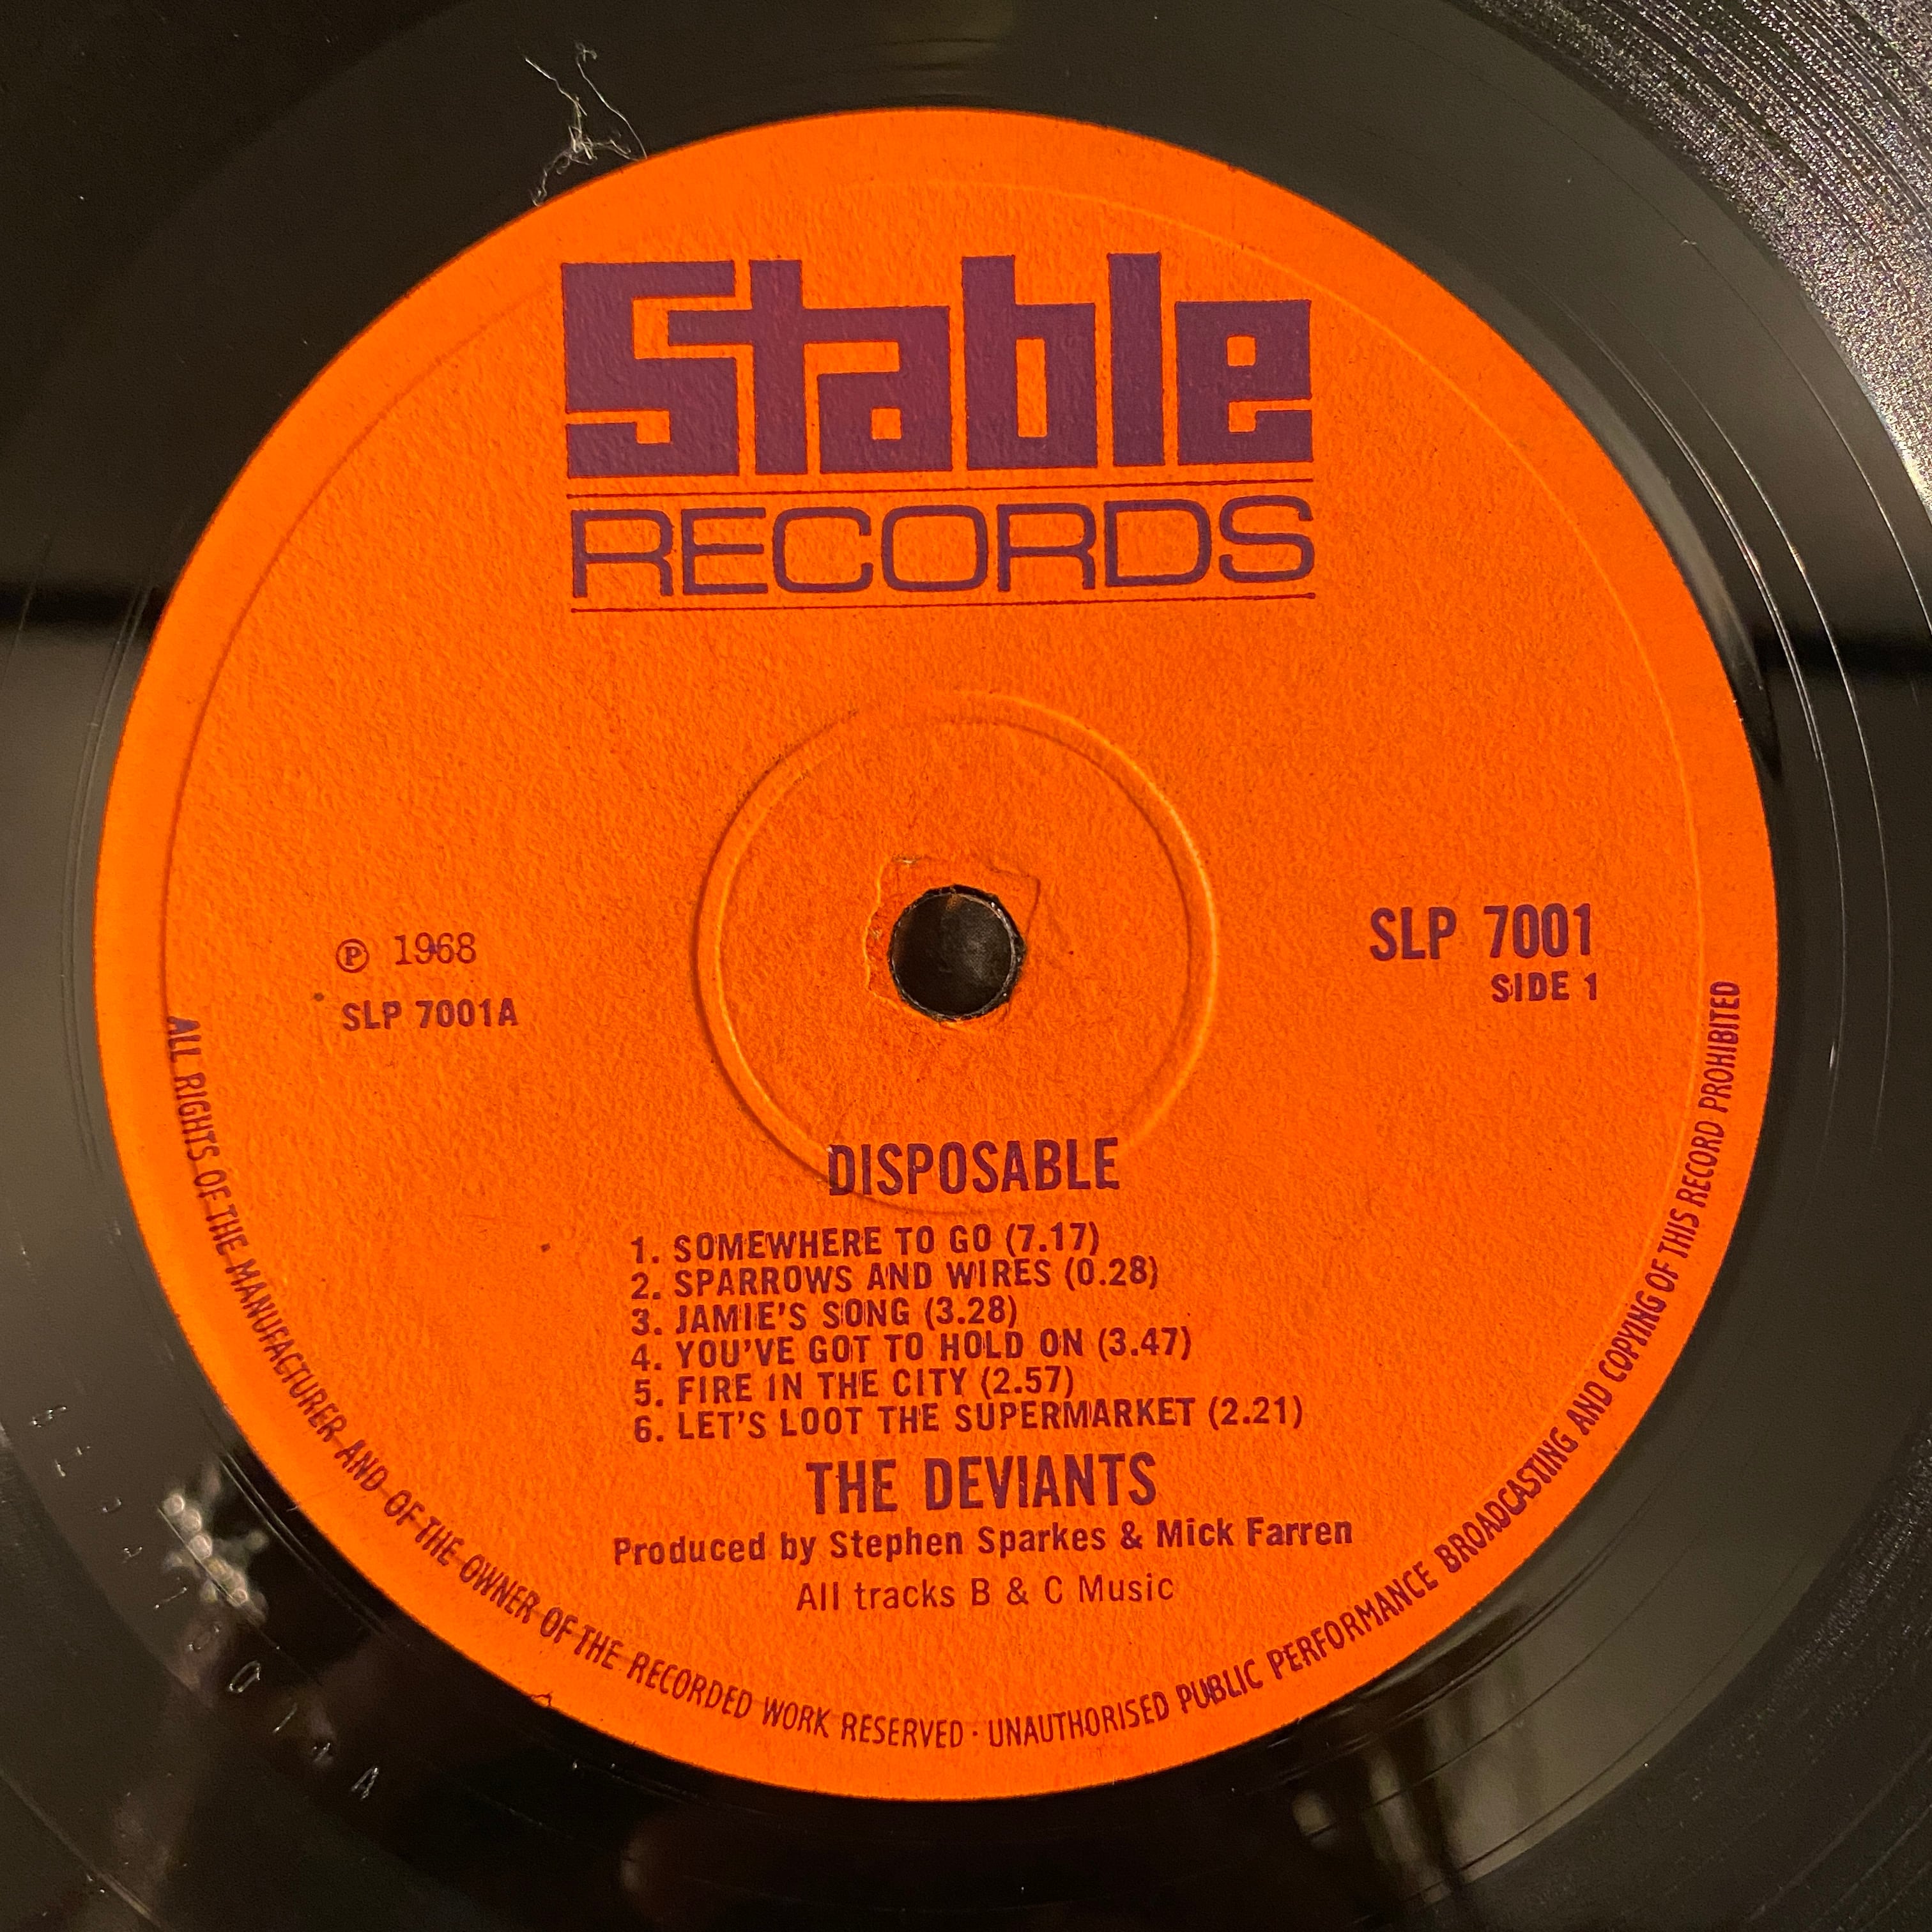 Stable
RECORDS
℗ 1968
SLP 7001A
SLP 7001
SIDE 1
DISPOSABLE
1. SOMEWHERE TO GO (7.17)
2. SPARROWS AND WIRES (0.28)
3. JAMIE'S SONG (3.28)
4. YOU'VE GOT TO HOLD ON (3.47)
5. FIRE IN THE CITY (2.57)
6. LET'S LOOT THE SUPERMARKET (2.21)
THE DEVIANTS
Produced by Stephen Sparkes & Mick Farren
All tracks B & C Music
ALL RIGHTS OF THE MANUFACTURER AND OF THE OWNER OF THE RECORDED WORK RESERVED · UNAUTHORISED PUBLIC PERFORMANCE BROADCASTING AND COPYING OF THIS RECORD PROHIBITED